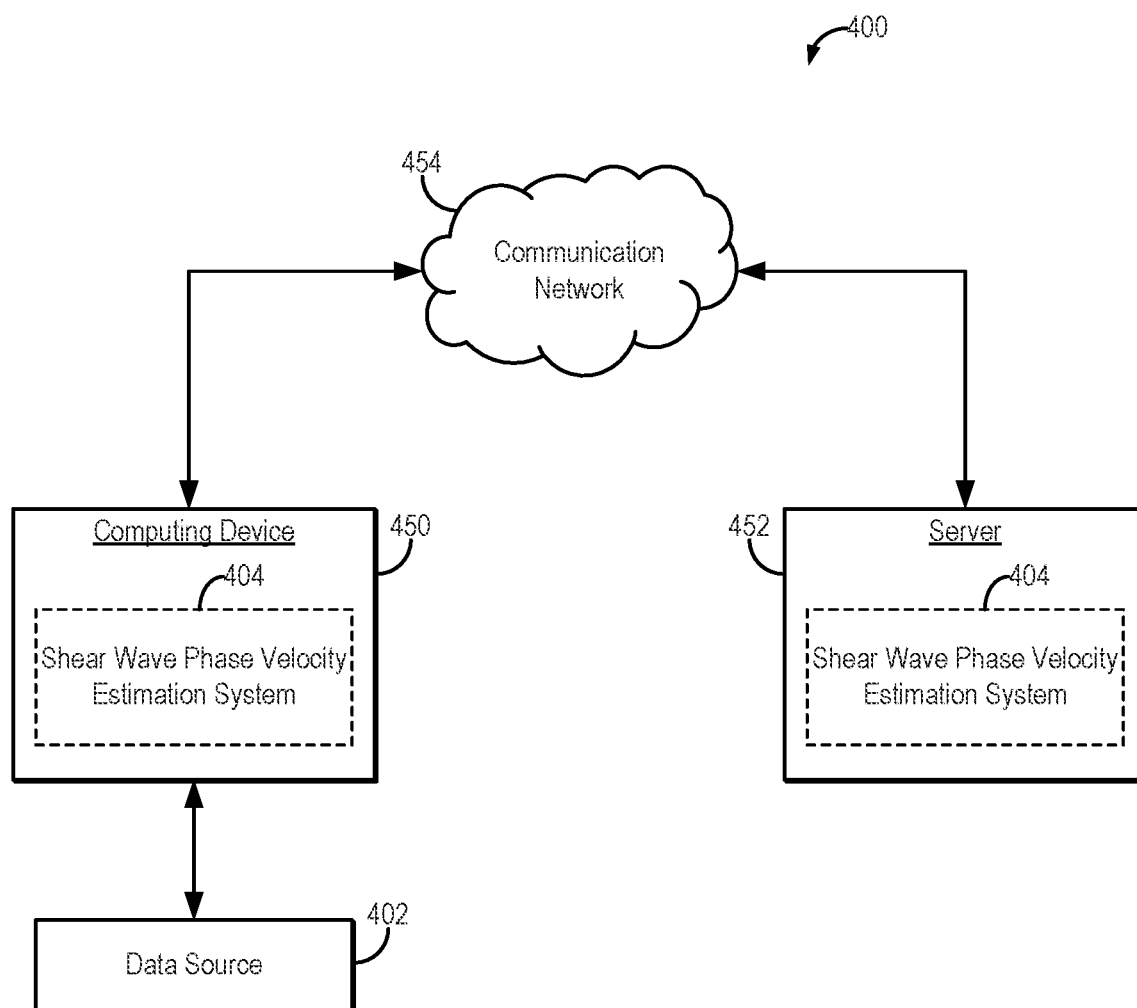 400
454
Communication
Network
Computing Device
450
404
Shear Wave Phase Velocity
Estimation System
452
Server
404
Shear Wave Phase Velocity
Estimation System
402
Data Source